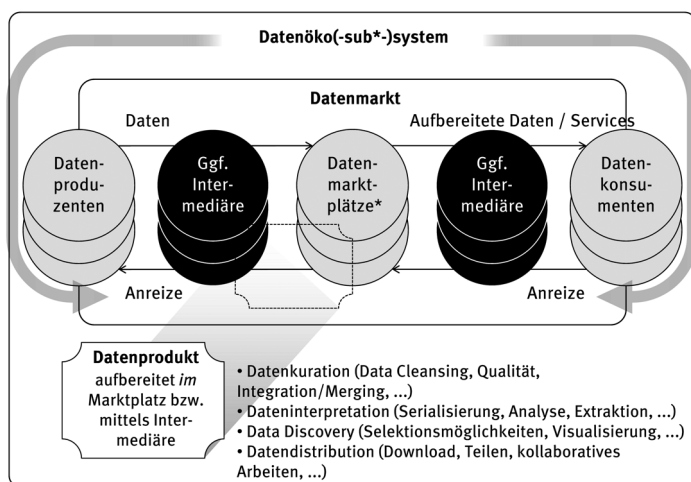 Datenöko(-sub*-)system
Datenmarkt
Daten
Aufbereitete Daten / Services
Daten-
produ-
zenten
Ggf.
Inter-
mediäre
Daten-
markt-
plätze*
Ggf.
Inter-
mediäre
Daten-
konsu-
menten
Anreize
Anreize
Datenprodukt
aufbereitet im
Marktplatz bzw.
mittels Inter-
mediäre
• Datenkuration (Data Cleansing, Qualität,
Integration/Merging, ...)
• Dateninterpretation (Serialisierung, Analyse, Extraktion, ...)
• Data Discovery (Selektionsmöglichkeiten, Visualisierung, ...)
• Datendistribution (Download, Teilen, kollaboratives
Arbeiten, ...)